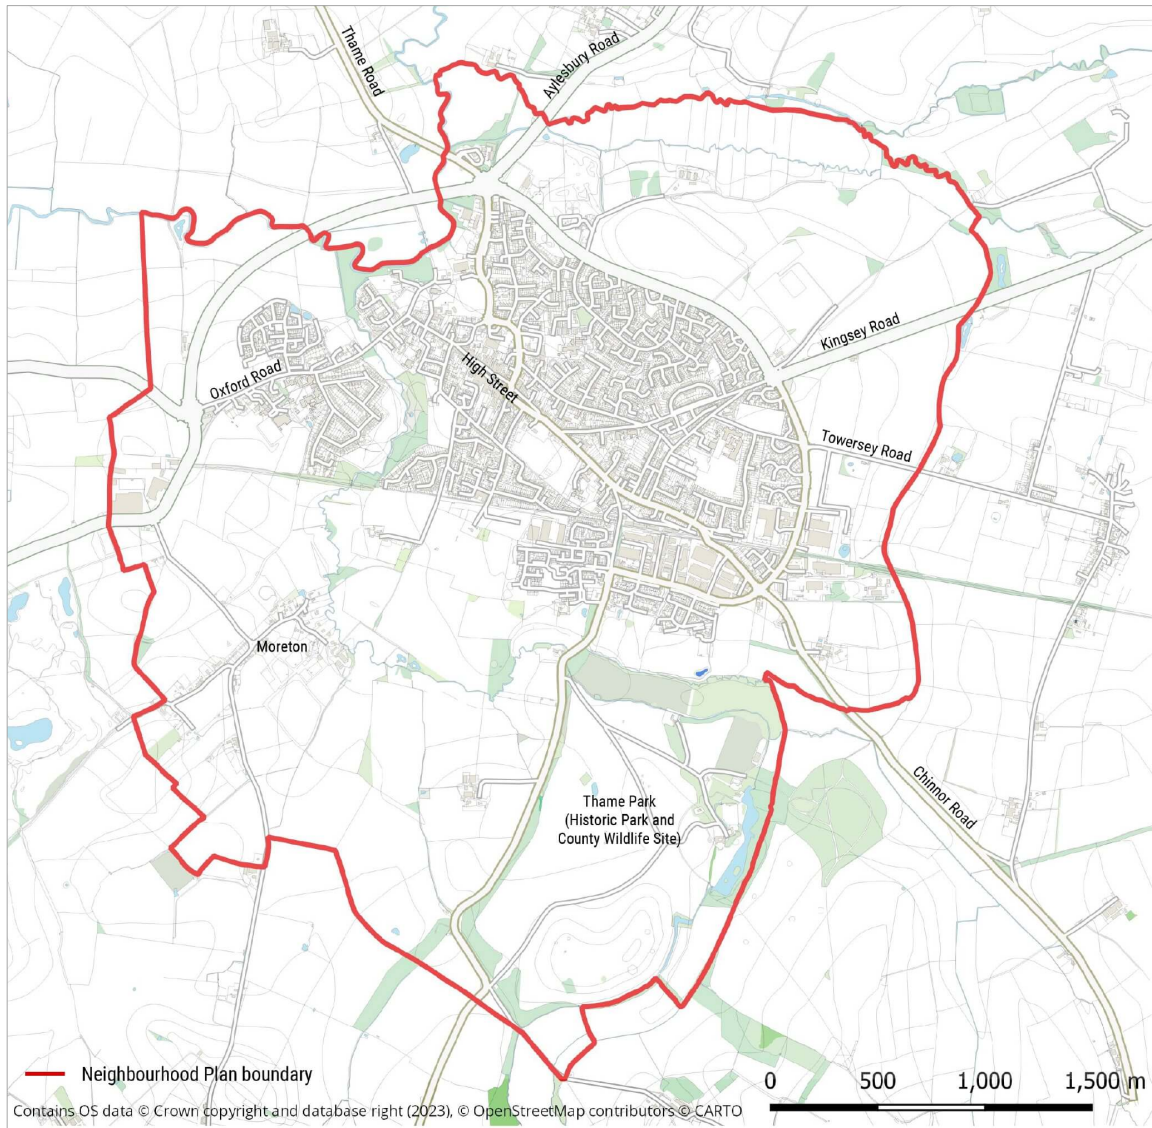 Thame Road
Aylesbury Road
Kingsey Road
Oxford Road
High Street
Towersey Road
Moreton
Chinnor Road
Thame Park
(Historic Park and
County Wildlife Site)
Neighbourhood Plan boundary
0 500 1,000 1,500 m
Contains OS data © Crown copyright and database right (2023), © OpenStreetMap contributors © CARTO